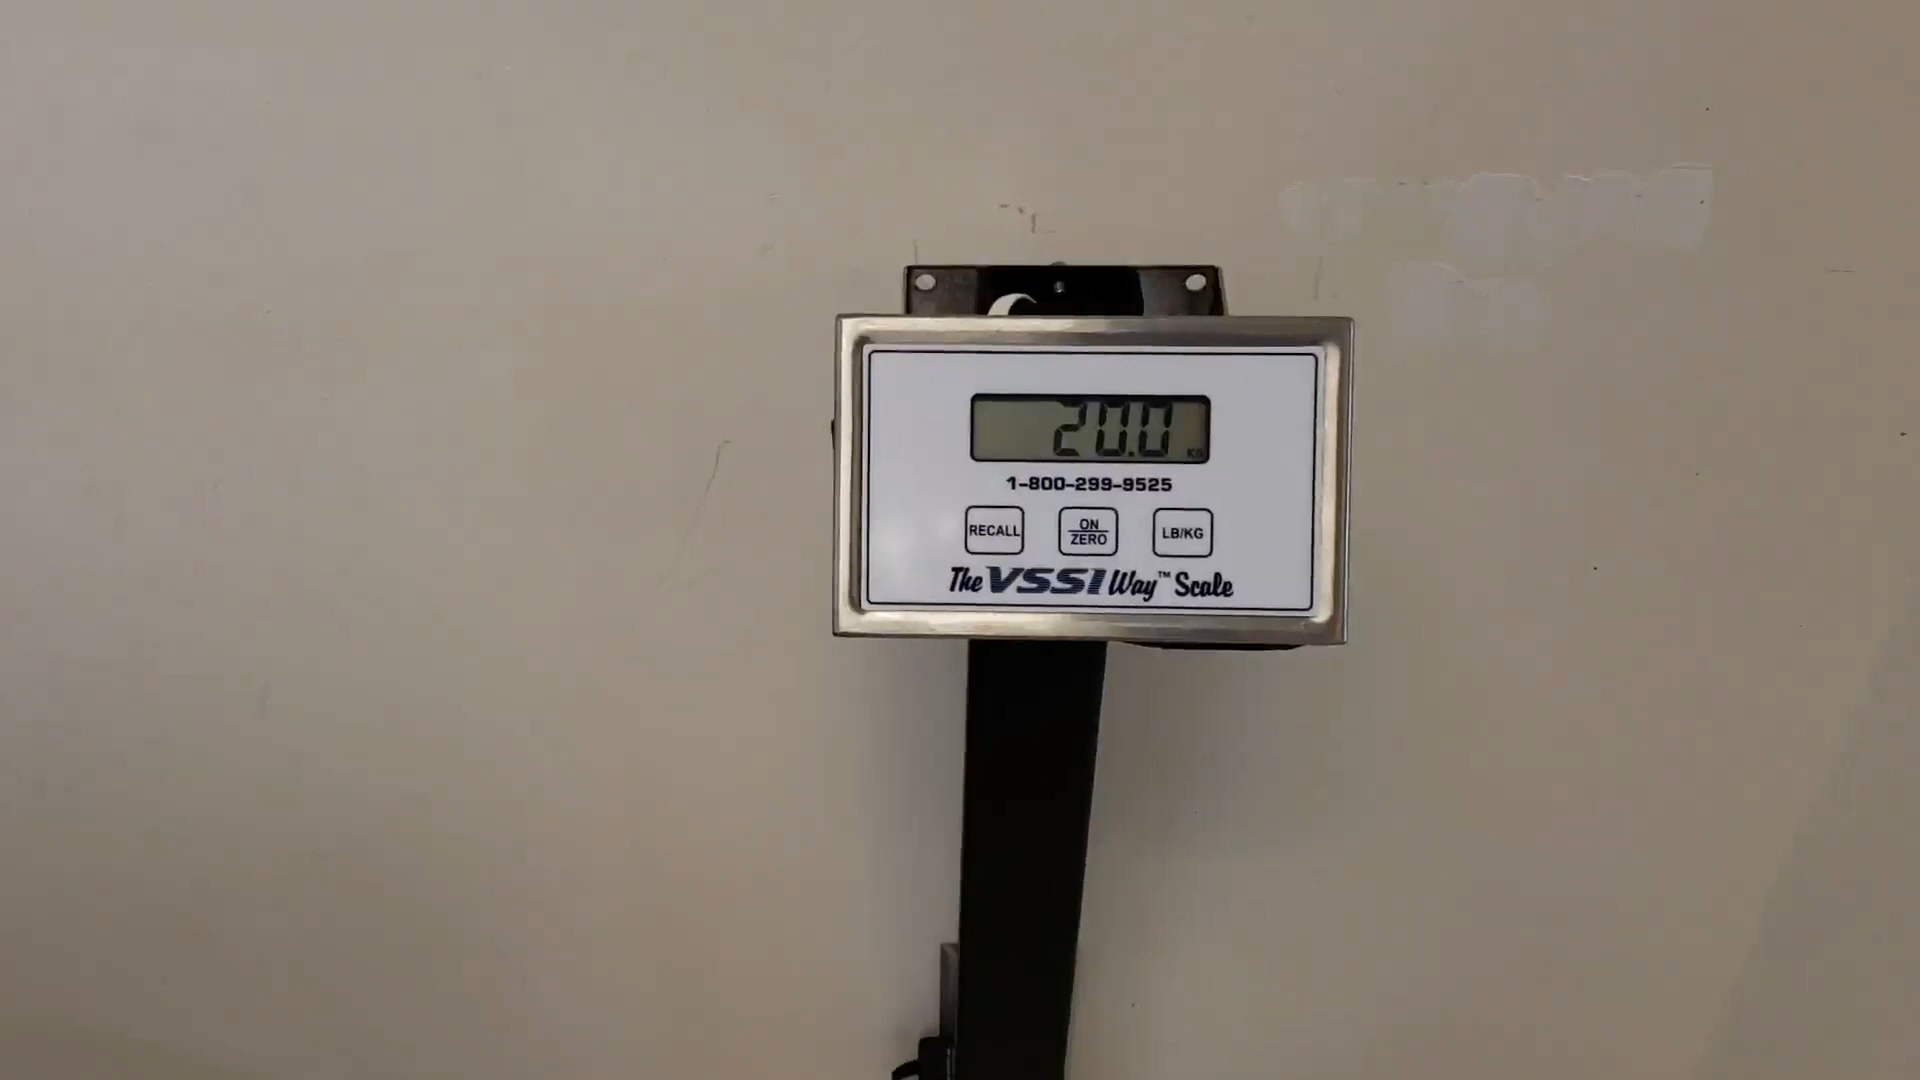 20.0 KG
1-800-299-9525
RECALL ON ZERO LB/KG
The VSSI Way™ Scale